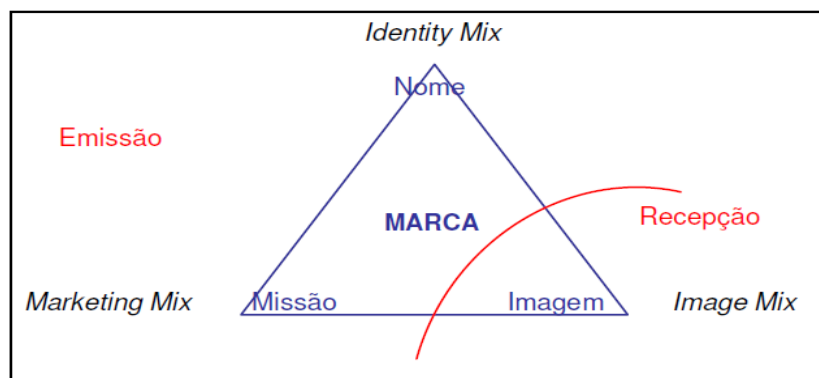 Identity Mix
Nome
Emissão
MARCA
Recepção
Marketing Mix
Missão
Imagem
Image Mix